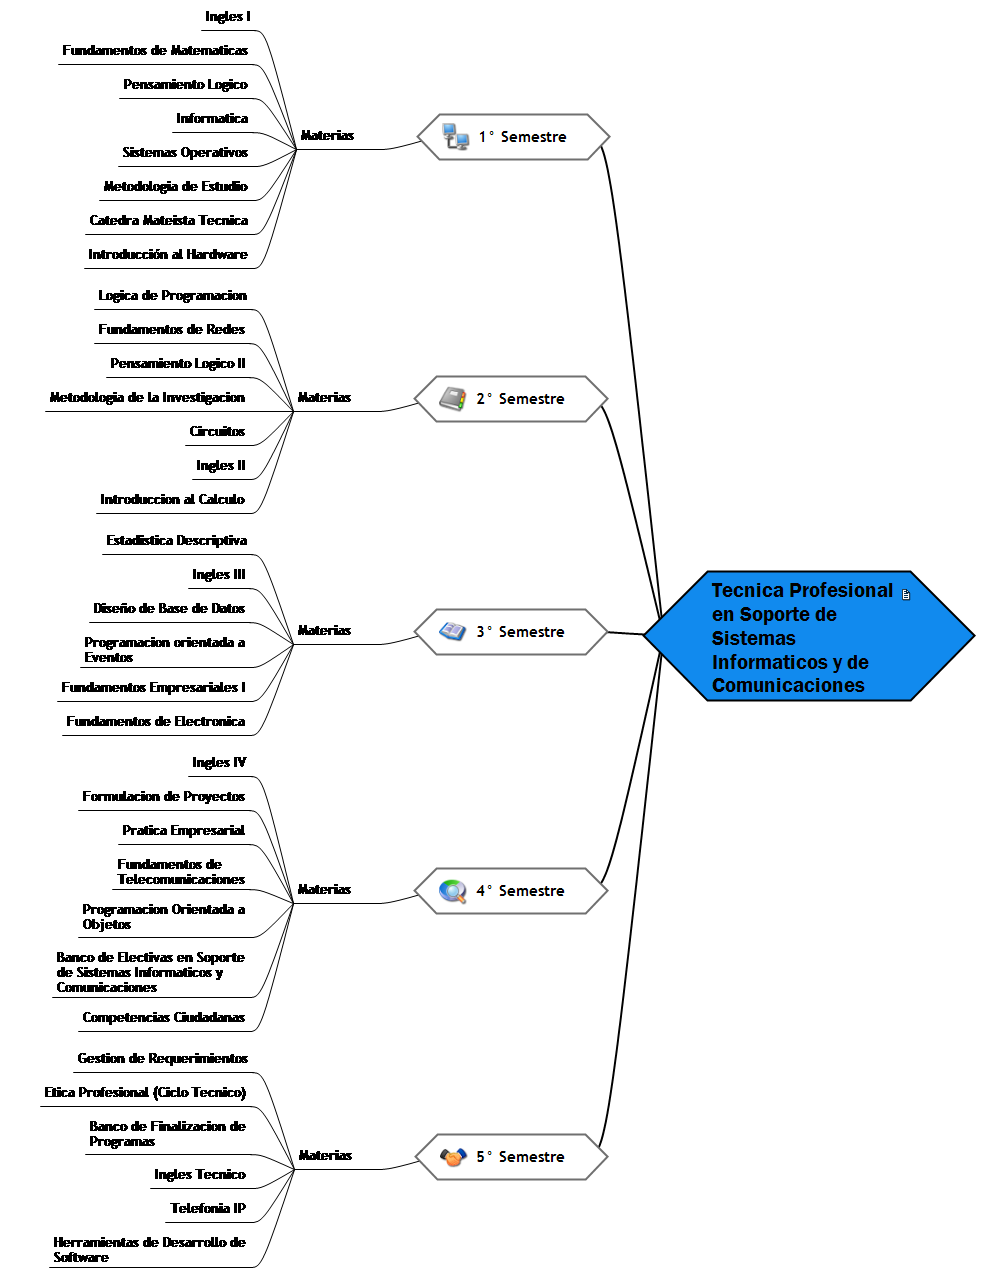 Ingles I
Fundamentos de Matematicas
Pensamiento Logico
Informatica
Sistemas Operativos
Metodologia de Estudio
Catedra Mateista Tecnica
Introducción al Hardware
Materias
1° Semestre
Logica de Programacion
Fundamentos de Redes
Pensamiento Logico II
Metodologia de la Investigacion
Circuitos
Ingles II
Introduccion al Calculo
Materias
2° Semestre
Estadistica Descriptiva
Ingles III
Diseño de Base de Datos
Programacion orientada a
Eventos
Fundamentos Empresariales I
Fundamentos de Electronica
Materias
3° Semestre
Tecnica Profesional
en Soporte de
Sistemas
Informaticos y de
Comunicaciones
Ingles IV
Formulacion de Proyectos
Pratica Empresarial
Fundamentos de
Telecomunicaciones
Programacion Orientada a
Objetos
Banco de Electivas en Soporte
de Sistemas Informaticos y
Comunicaciones
Competencias Ciudadanas
Materias
4° Semestre
Gestion de Requerimientos
Etica Profesional (Ciclo Tecnico)
Banco de Finalizacion de
Programas
Ingles Tecnico
Telefonia IP
Herramientas de Desarrollo de
Software
Materias
5° Semestre